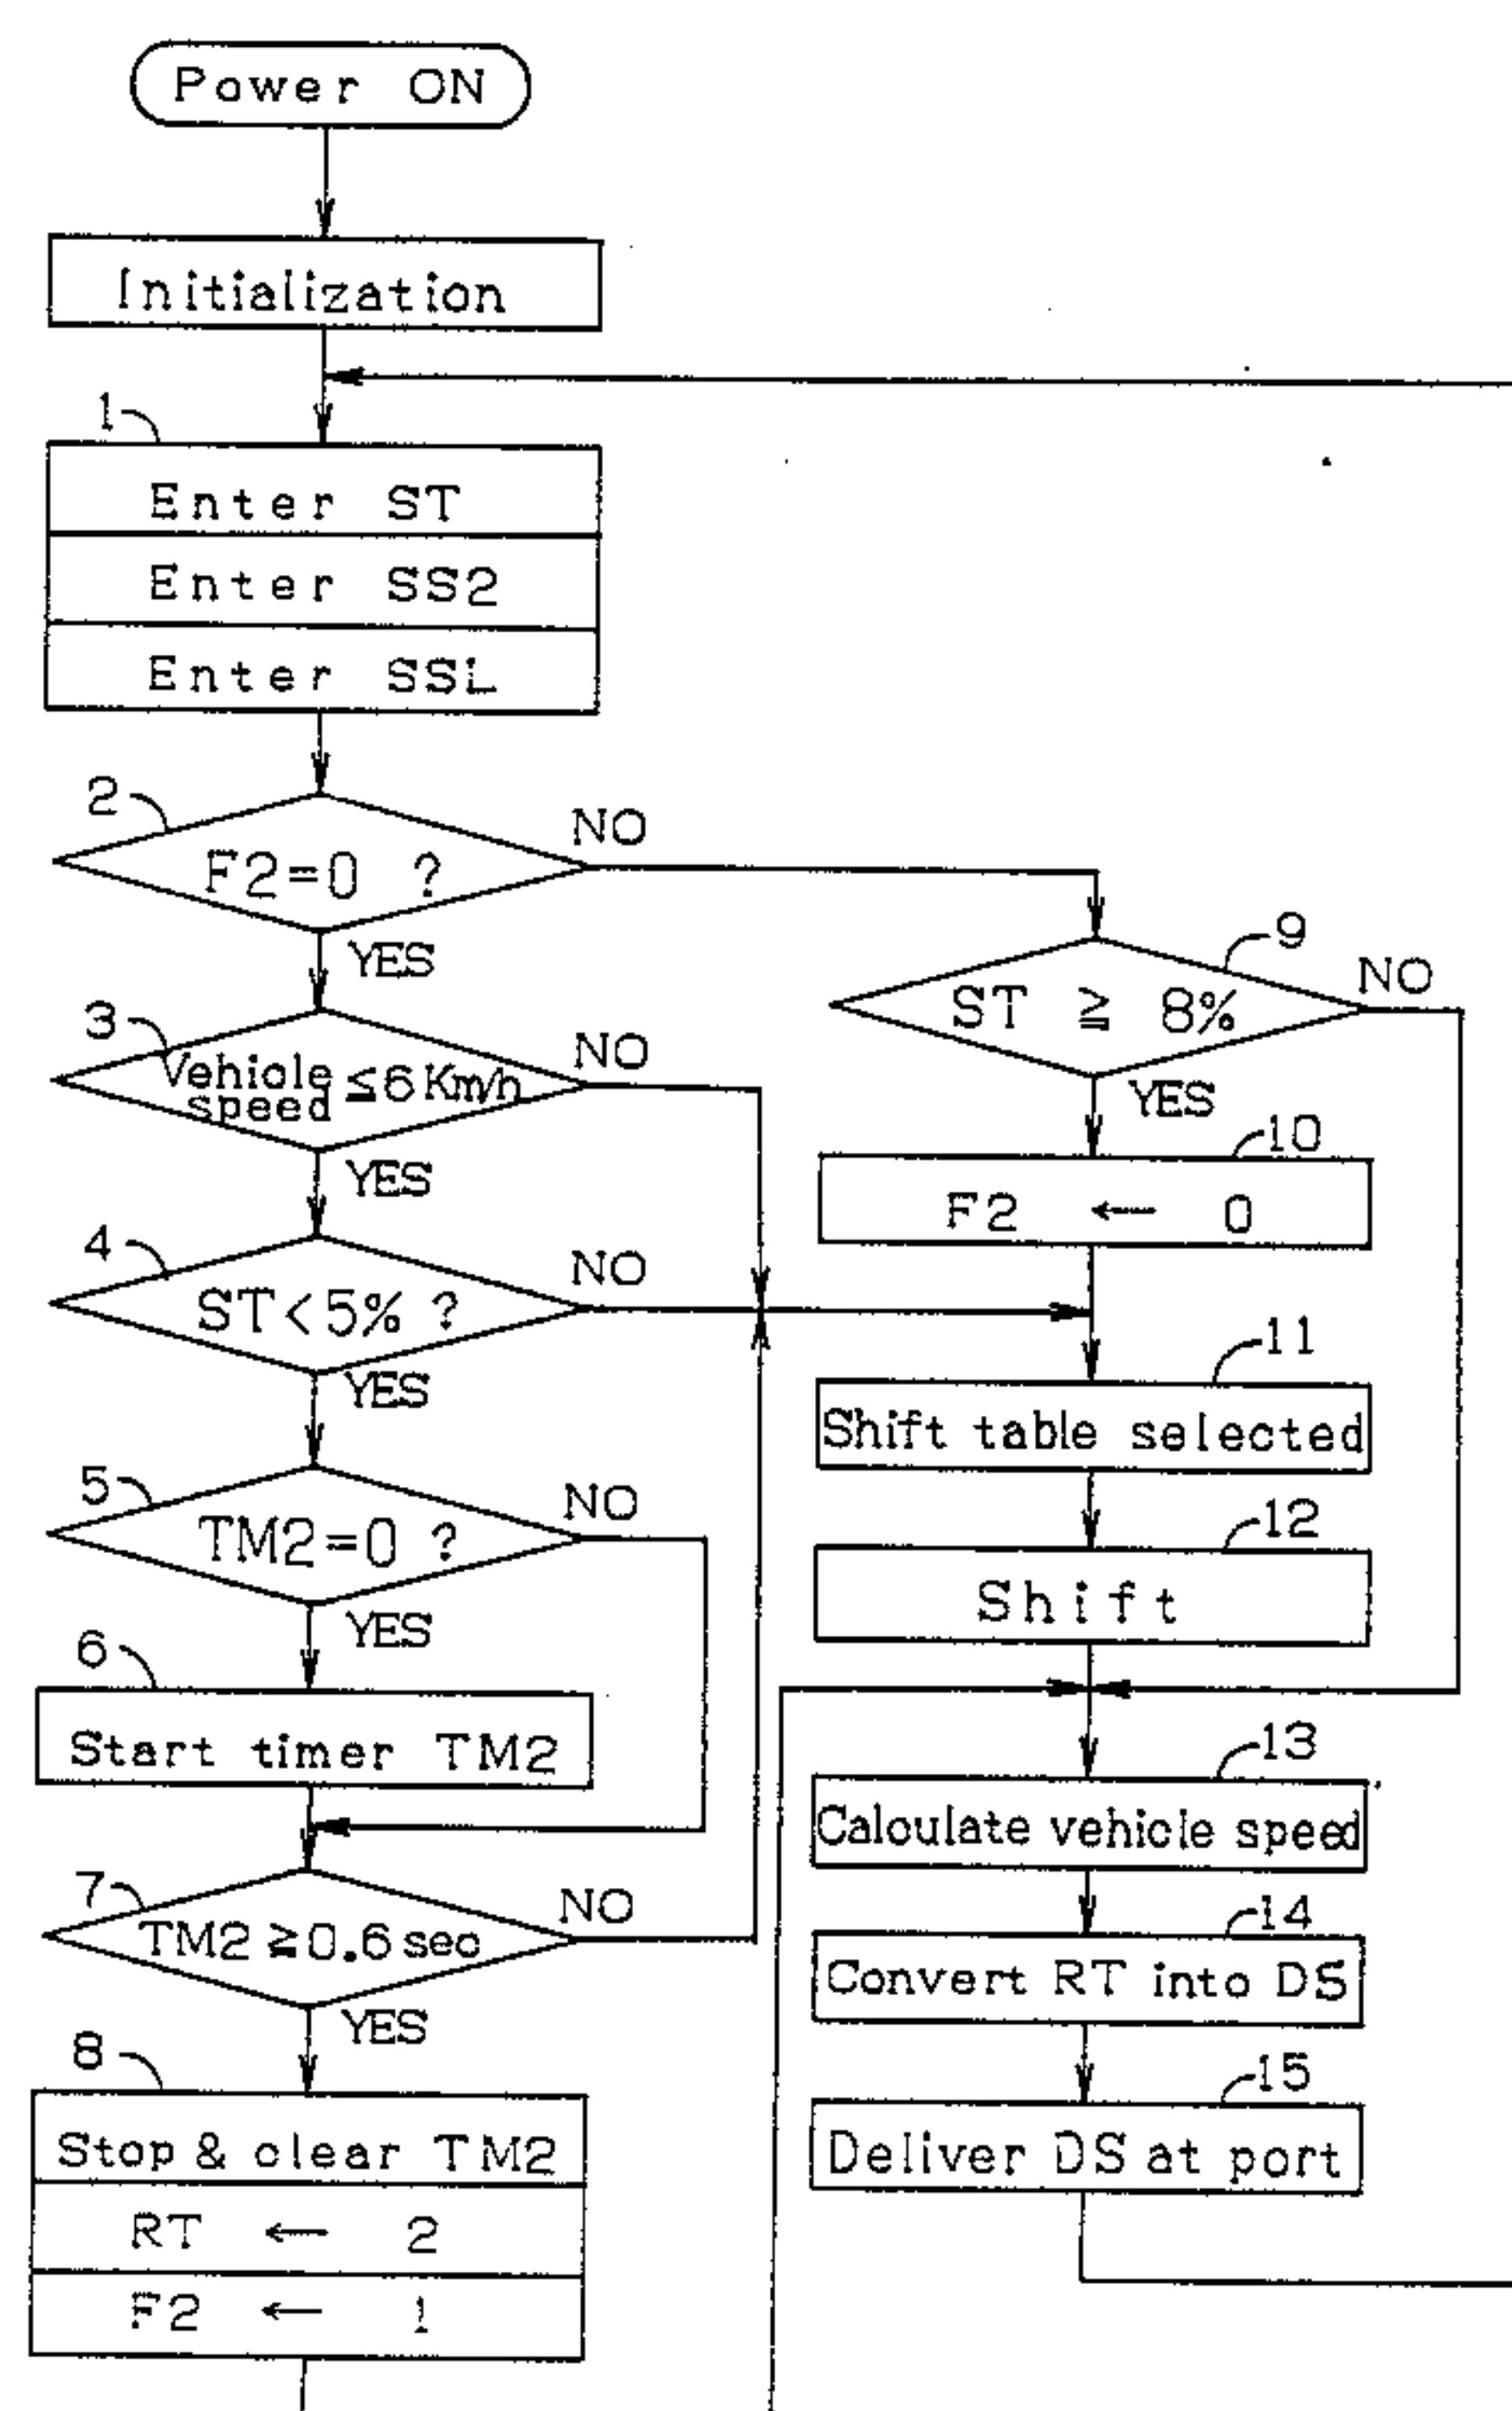 Power ON
Initialization
1
Enter ST
Enter SS2
Enter SSL
2
F2=0 ?
NO
YES
3
Vehicle speed ≦6 Km/h
NO
YES
4
ST<5% ?
NO
YES
5
TM2=0 ?
NO
YES
6
Start timer TM2
7
TM2≧0.6 sec
NO
YES
8
Stop & clear TM2
RT ← 2
F2 ← 1
9
ST ≧ 8%
NO
YES
10
F2 ← 0
11
Shift table selected
12
Shift
13
Calculate vehicle speed
14
Convert RT into DS
15
Deliver DS at port